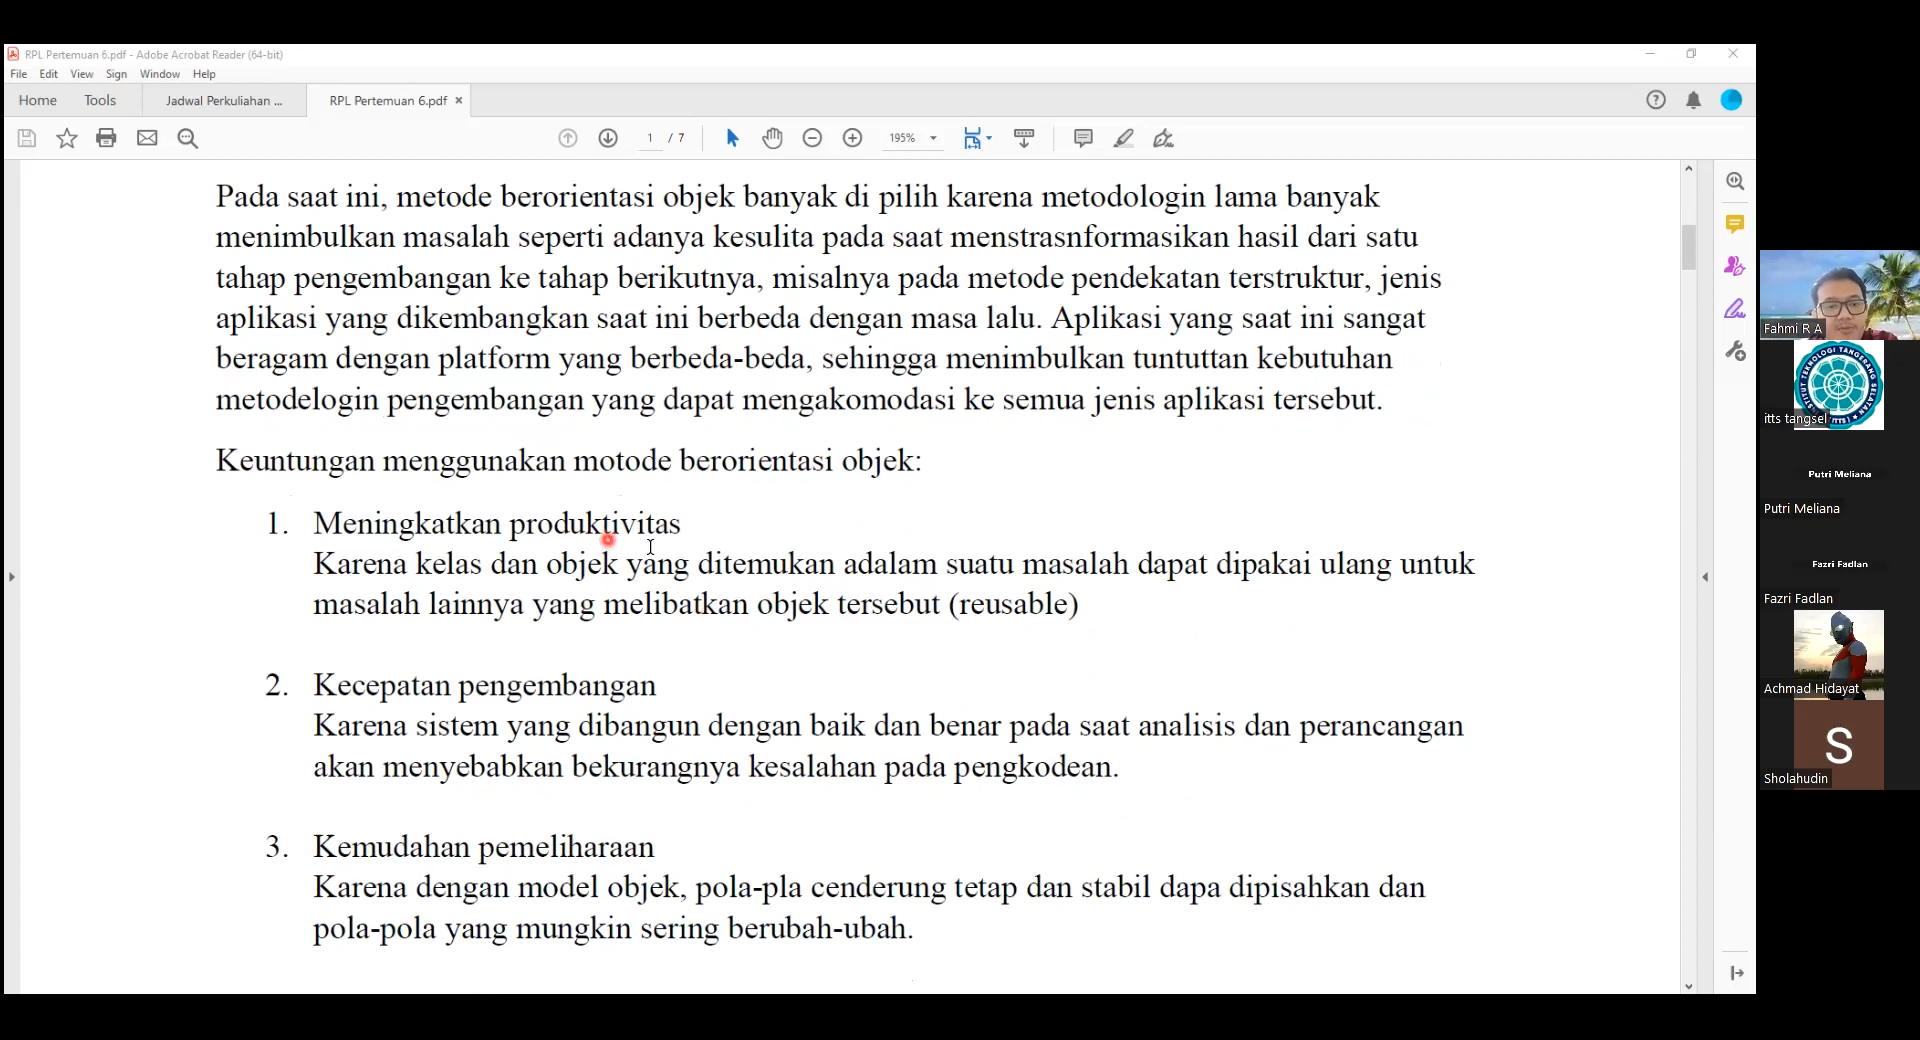 RPL Pertemuan 6.pdf - Adobe Acrobat Reader (64-bit)
File Edit View Sign Window Help
Home Tools Jadwal Perkuliahan ... RPL Pertemuan 6.pdf ×
1 / 7 195%
Pada saat ini, metode berorientasi objek banyak di pilih karena metodologin lama banyak
menimbulkan masalah seperti adanya kesulita pada saat menstrasnformasikan hasil dari satu
tahap pengembangan ke tahap berikutnya, misalnya pada metode pendekatan terstruktur, jenis
aplikasi yang dikembangkan saat ini berbeda dengan masa lalu. Aplikasi yang saat ini sangat
beragam dengan platform yang berbeda-beda, sehingga menimbulkan tuntuttan kebutuhan
metodelogin pengembangan yang dapat mengakomodasi ke semua jenis aplikasi tersebut.
Keuntungan menggunakan motode berorientasi objek:
1. Meningkatkan produktivitas
Karena kelas dan objek yang ditemukan adalam suatu masalah dapat dipakai ulang untuk
masalah lainnya yang melibatkan objek tersebut (reusable)
2. Kecepatan pengembangan
Karena sistem yang dibangun dengan baik dan benar pada saat analisis dan perancangan
akan menyebabkan bekurangnya kesalahan pada pengkodean.
3. Kemudahan pemeliharaan
Karena dengan model objek, pola-pla cenderung tetap dan stabil dapa dipisahkan dan
pola-pola yang mungkin sering berubah-ubah.
Fahmi R A
INSTITUT TEKNOLOGI TANGERANG SELATAN
(ITTS)
itts tangsel
Putri Meliana
Putri Meliana
Fazri Fadlan
Fazri Fadlan
Achmad Hidayat
S
Sholahudin